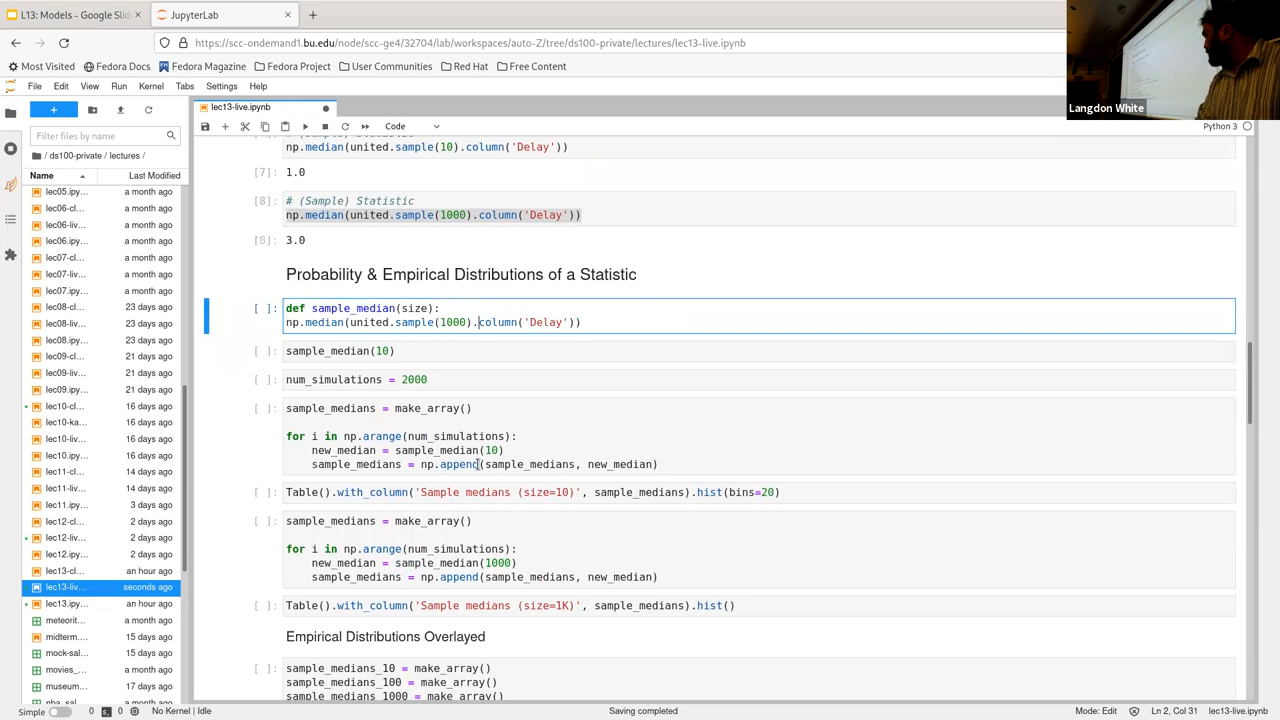 L13: Models - Google Slid
JupyterLab
https://scc-ondemand1.bu.edu/node/scc-ge4/32704/lab/workspaces/auto-Z/tree/ds100-private/lectures/lec13-live.ipynb
Most Visited
Fedora Docs
Fedora Magazine
Fedora Project
User Communities
Red Hat
Free Content
Langdon White
File Edit View Run Kernel Tabs Settings Help
lec13-live.ipynb
Code
Python 3
Filter files by name
/ ds100-private / lectures /
Name Last Modified
lec05.ipy... a month ago
lec06-cl... a month ago
lec06-liv... a month ago
lec06.ipy... a month ago
lec07-cl... a month ago
lec07-liv... a month ago
lec07.ipy... a month ago
lec08-cl... 23 days ago
lec08-liv... 23 days ago
lec08.ipy... 23 days ago
lec09-cl... 21 days ago
lec09-liv... 21 days ago
lec09.ipy... 21 days ago
lec10-cl... 16 days ago
lec10-ka... 16 days ago
lec10-liv... 16 days ago
lec10.ipy... 16 days ago
lec11-cl... 14 days ago
lec11-liv... 14 days ago
lec11.ipy... 3 days ago
lec12-cl... 2 days ago
lec12-liv... 2 days ago
lec12.ipy... 2 days ago
lec13-cl... an hour ago
lec13-liv... seconds ago
lec13.ipy... an hour ago
meteorit... a month ago
midterm.... 15 days ago
mock-sal... 15 days ago
movies_... a month ago
museum... 17 days ago
np.median(united.sample(10).column('Delay'))
[7]: 1.0
[8]: # (Sample) Statistic
np.median(united.sample(1000).column('Delay'))
[8]: 3.0
Probability & Empirical Distributions of a Statistic
[ ]: def sample_median(size):
np.median(united.sample(1000).column('Delay'))
[ ]: sample_median(10)
[ ]: num_simulations = 2000
[ ]: sample_medians = make_array()
for i in np.arange(num_simulations):
new_median = sample_median(10)
sample_medians = np.append(sample_medians, new_median)
[ ]: Table().with_column('Sample medians (size=10)', sample_medians).hist(bins=20)
[ ]: sample_medians = make_array()
for i in np.arange(num_simulations):
new_median = sample_median(1000)
sample_medians = np.append(sample_medians, new_median)
[ ]: Table().with_column('Sample medians (size=1K)', sample_medians).hist()
Empirical Distributions Overlayed
[ ]: sample_medians_10 = make_array()
sample_medians_100 = make_array()
sample_medians_1000 = make_array()
Simple 0 0 No Kernel | Idle
Saving completed
Mode: Edit Ln 2, Col 31 lec13-live.ipynb